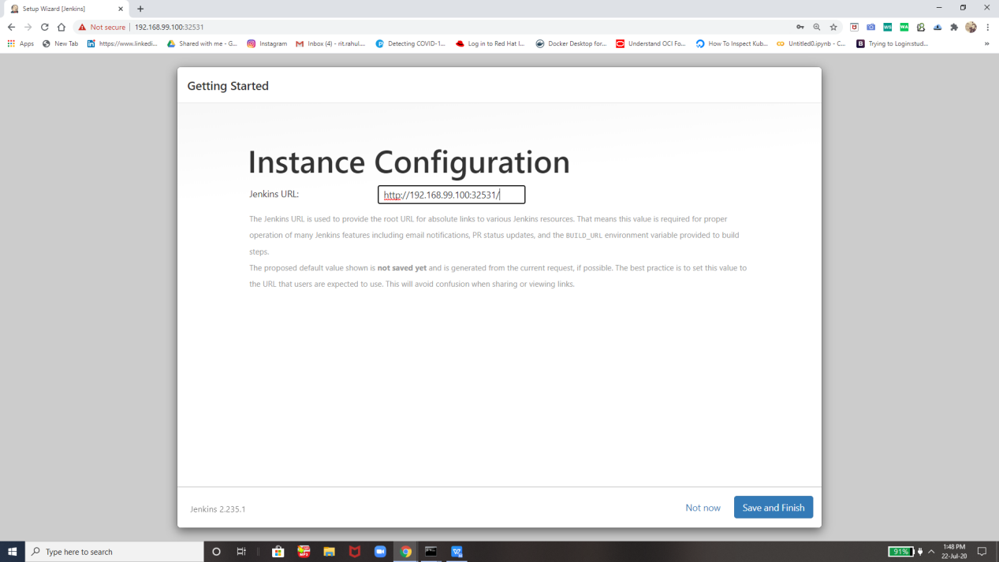 Setup Wizard [Jenkins]
Not secure 192.168.99.100:32531
Apps New Tab https://www.linkedi... Shared with me - G... Instagram Inbox (4) - rit.rahul... Detecting COVID-1... Log in to Red Hat I... Docker Desktop for... Understand OCI Fo... How To Inspect Kub... Untitled0.ipynb - C... Trying to Login:stud...
Getting Started
Instance Configuration
Jenkins URL: http://192.168.99.100:32531/
The Jenkins URL is used to provide the root URL for absolute links to various Jenkins resources. That means this value is required for proper
operation of many Jenkins features including email notifications, PR status updates, and the BUILD_URL environment variable provided to build
steps.
The proposed default value shown is not saved yet and is generated from the current request, if possible. The best practice is to set this value to
the URL that users are expected to use. This will avoid confusion when sharing or viewing links.
Jenkins 2.235.1 Not now Save and Finish
Type here to search 91% 1:48 PM
22-Jul-20